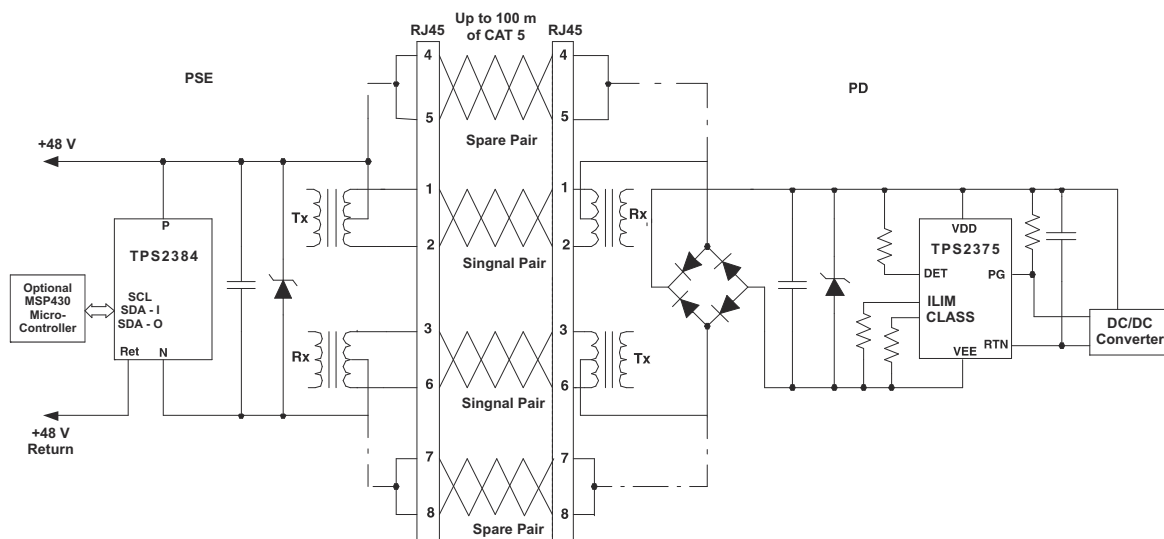 Up to 100 m
of CAT 5
RJ45
RJ45
PSE
PD
4
5
4
5
Spare Pair
+48 V
1
2
1
2
Tx
Rx
Singnal Pair
P
TPS2384
SCL
SDA - I
SDA - O
Ret
N
Optional
MSP430
Micro-
Controller
VDD
TPS2375
DET
PG
ILIM
CLASS
RTN
VEE
DC/DC
Converter
3
6
3
6
Rx
Tx
Singnal Pair
+48 V
Return
7
8
7
8
Spare Pair